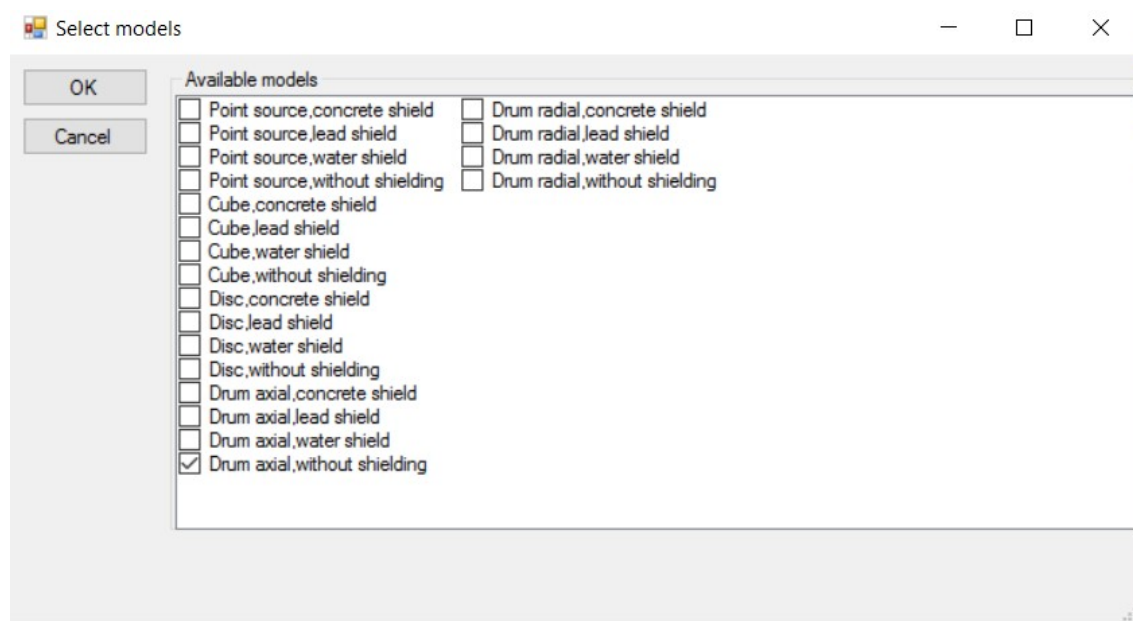 Select models
OK
Cancel
Available models
Point source,concrete shield
Point source,lead shield
Point source,water shield
Point source,without shielding
Cube,concrete shield
Cube,lead shield
Cube,water shield
Cube,without shielding
Disc,concrete shield
Disc,lead shield
Disc,water shield
Disc,without shielding
Drum axial,concrete shield
Drum axial,lead shield
Drum axial,water shield
Drum axial,without shielding
Drum radial,concrete shield
Drum radial,lead shield
Drum radial,water shield
Drum radial,without shielding